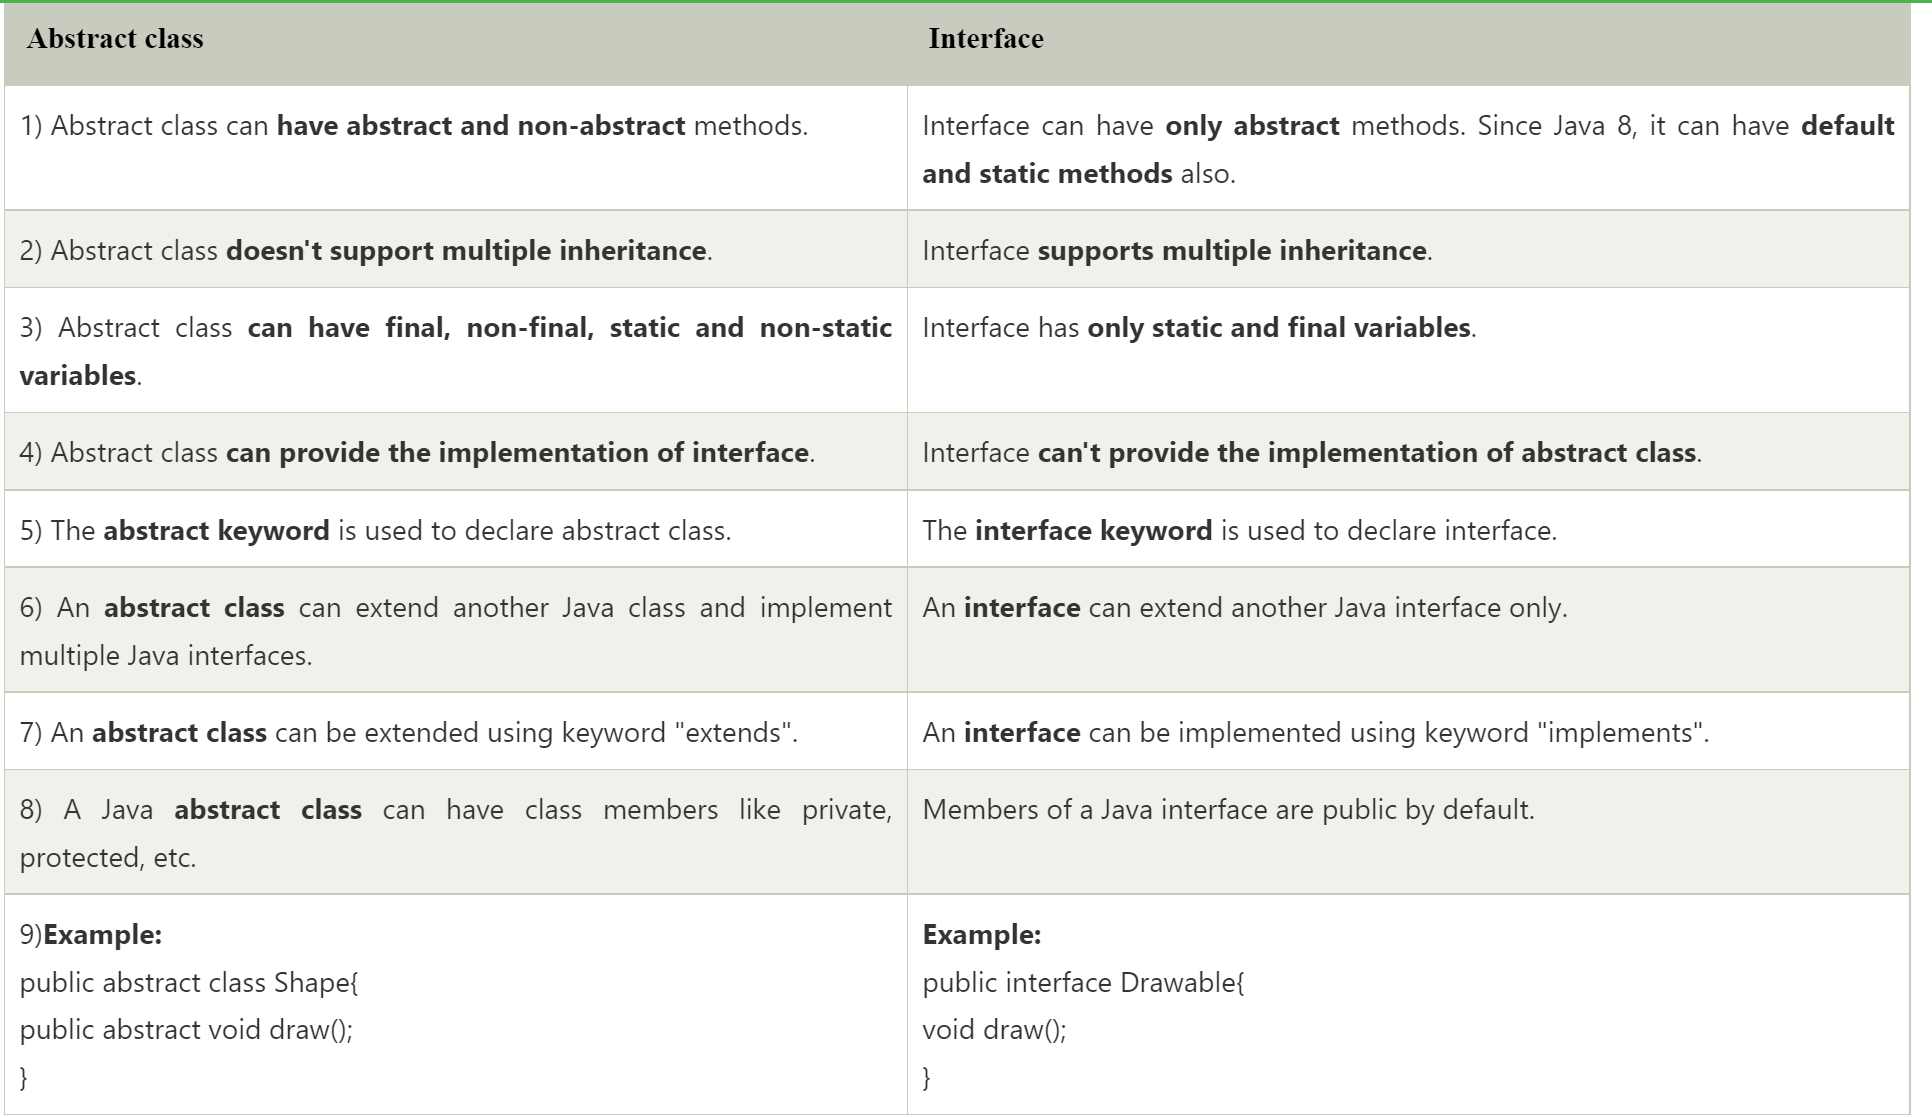 Abstract class
Interface
1) Abstract class can have abstract and non-abstract methods.
Interface can have only abstract methods. Since Java 8, it can have default
and static methods also.
2) Abstract class doesn't support multiple inheritance.
Interface supports multiple inheritance.
3) Abstract class can have final, non-final, static and non-static
variables.
Interface has only static and final variables.
4) Abstract class can provide the implementation of interface.
Interface can't provide the implementation of abstract class.
5) The abstract keyword is used to declare abstract class.
The interface keyword is used to declare interface.
6) An abstract class can extend another Java class and implement
multiple Java interfaces.
An interface can extend another Java interface only.
7) An abstract class can be extended using keyword "extends".
An interface can be implemented using keyword "implements".
8) A Java abstract class can have class members like private,
protected, etc.
Members of a Java interface are public by default.
9)Example:
public abstract class Shape{
public abstract void draw();
}
Example:
public interface Drawable{
void draw();
}